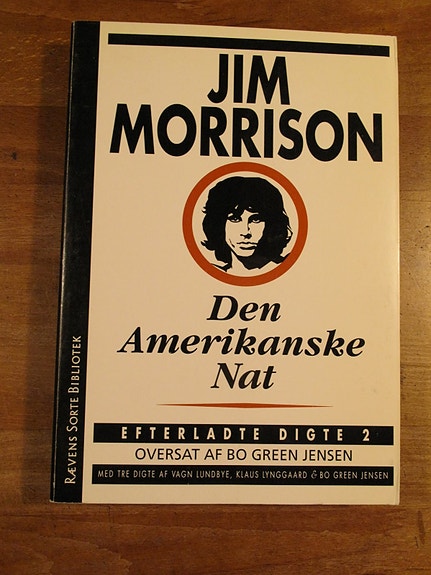 JIM
MORRISON
Den
Amerikanske
Nat
EFTERLADTE DIGTE 2
OVERSAT AF BO GREEN JENSEN
MED TRE DIGTE AF VAGN LUNDBYE, KLAUS LYNGGAARD & BO GREEN JENSEN
RÆVENS SORTE BIBLIOTEK